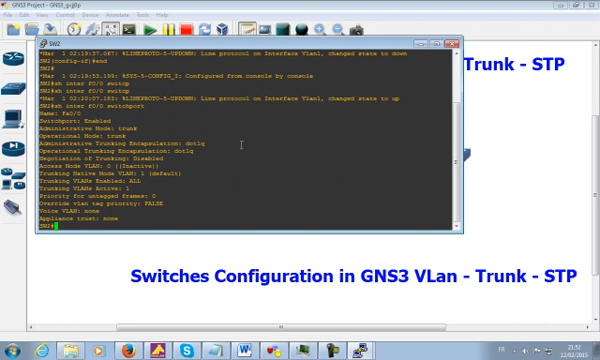 GNS3 Project - GNS3_gvjj0p
File Edit View Control Device Annotate Tools Help
SW2
*Mar 1 02:19:37.067: %LINEPROTO-5-UPDOWN: Line protocol on Interface Vlan1, changed state to down
SW2(config-if)#end
SW2#
*Mar 1 02:19:53.199: %SYS-5-CONFIG_I: Configured from console by console
SW2#sh inter f0/0 switcp
SW2#sh inter f0/0 switcp
*Mar 1 02:20:07.183: %LINEPROTO-5-UPDOWN: Line protocol on Interface Vlan1, changed state to up
SW2#sh inter f0/0 switchport
Name: Fa0/0
Switchport: Enabled
Administrative Mode: trunk
Operational Mode: trunk
Administrative Trunking Encapsulation: dot1q
Operational Trunking Encapsulation: dot1q
Negotiation of Trunking: Disabled
Access Mode VLAN: 0 ((Inactive))
Trunking Native Mode VLAN: 1 (default)
Trunking VLANs Enabled: ALL
Trunking VLANs Active: 1
Priority for untagged frames: 0
Override vlan tag priority: FALSE
Voice VLAN: none
Appliance trust: none
SW2#
Trunk - STP
Switches Configuration in GNS3 VLan - Trunk - STP
FR
21:52
12/02/2015